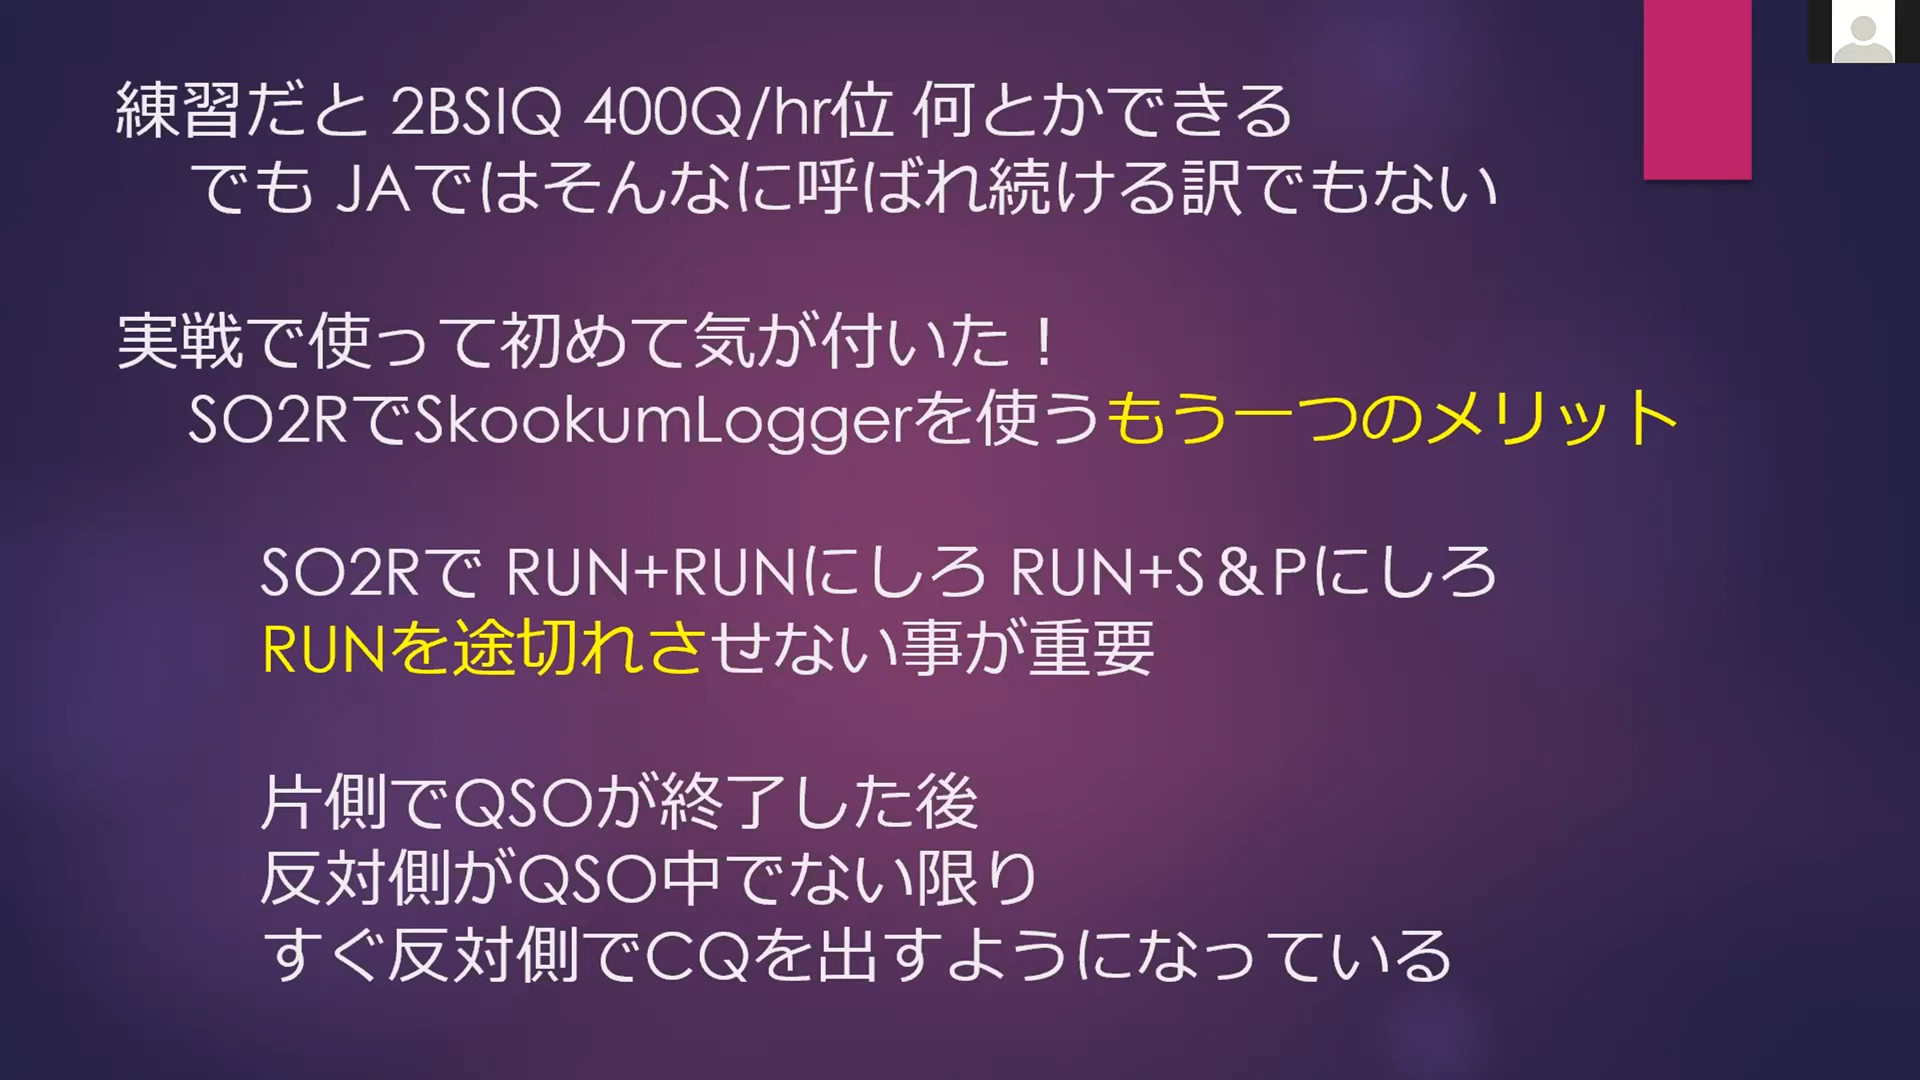 練習だと 2BSIQ 400Q/hr位 何とかできる
でも JAではそんなに呼ばれ続ける訳でもない
実戦で使って初めて気が付いた！
SO2RでSkookumLoggerを使うもう一つのメリット
SO2Rで RUN+RUNにしろ RUN+S＆Pにしろ
RUNを途切れさせない事が重要
片側でQSOが終了した後
反対側がQSO中でない限り
すぐ反対側でCQを出すようになっている